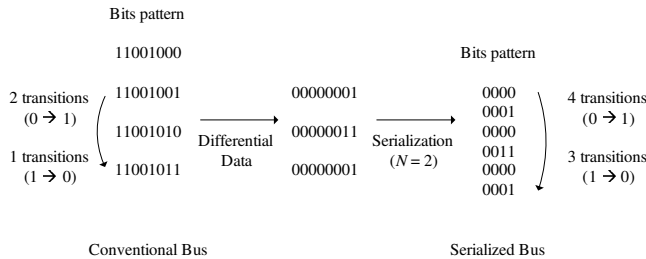 Bits pattern
11001000
Bits pattern
2 transitions
(0 → 1)
11001001
00000001
0000
0001
4 transitions
(0 → 1)
11001010
Differential
Data
00000011
Serialization
(N = 2)
0000
0011
1 transitions
(1 → 0)
11001011
00000001
0000
0001
3 transitions
(1 → 0)
Conventional Bus
Serialized Bus